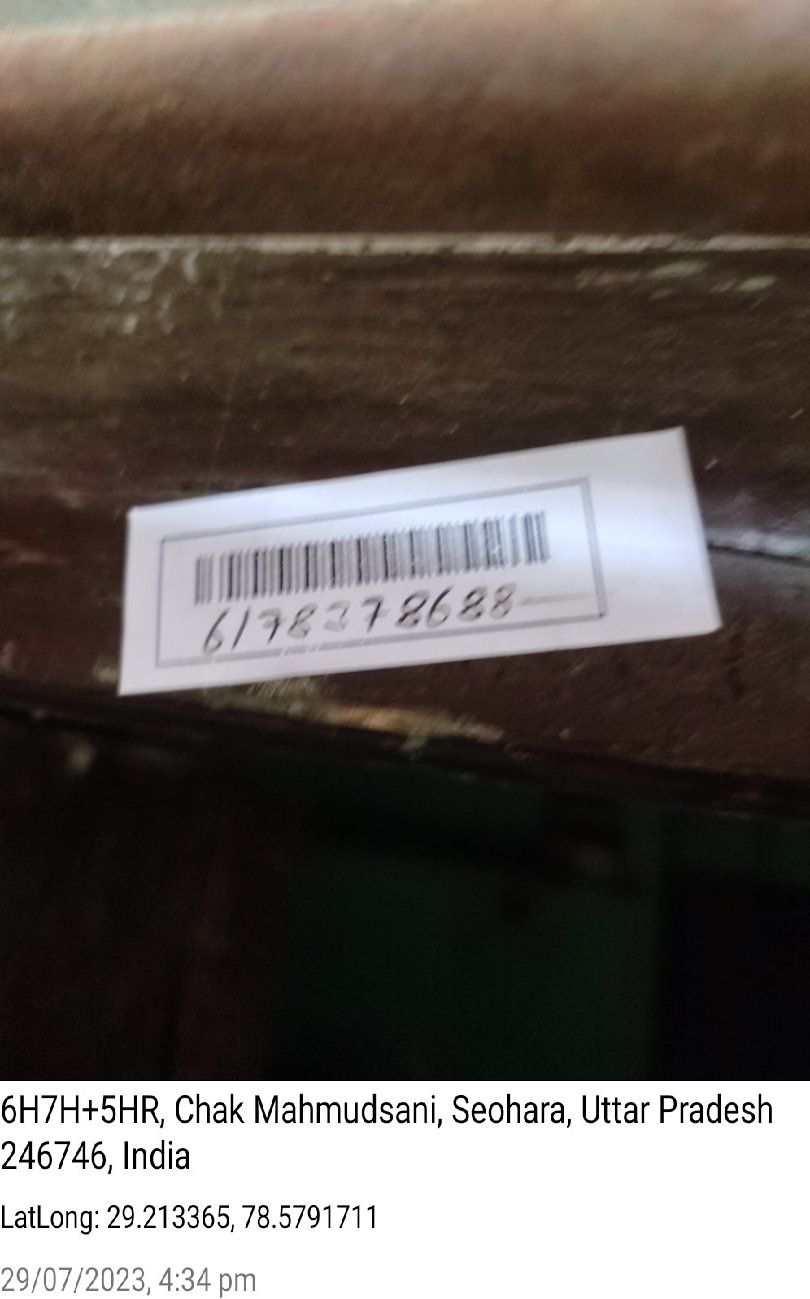 6178378688
6H7H+5HR, Chak Mahmudsani, Seohara, Uttar Pradesh
246746, India
LatLong: 29.213365, 78.5791711
29/07/2023, 4:34 pm